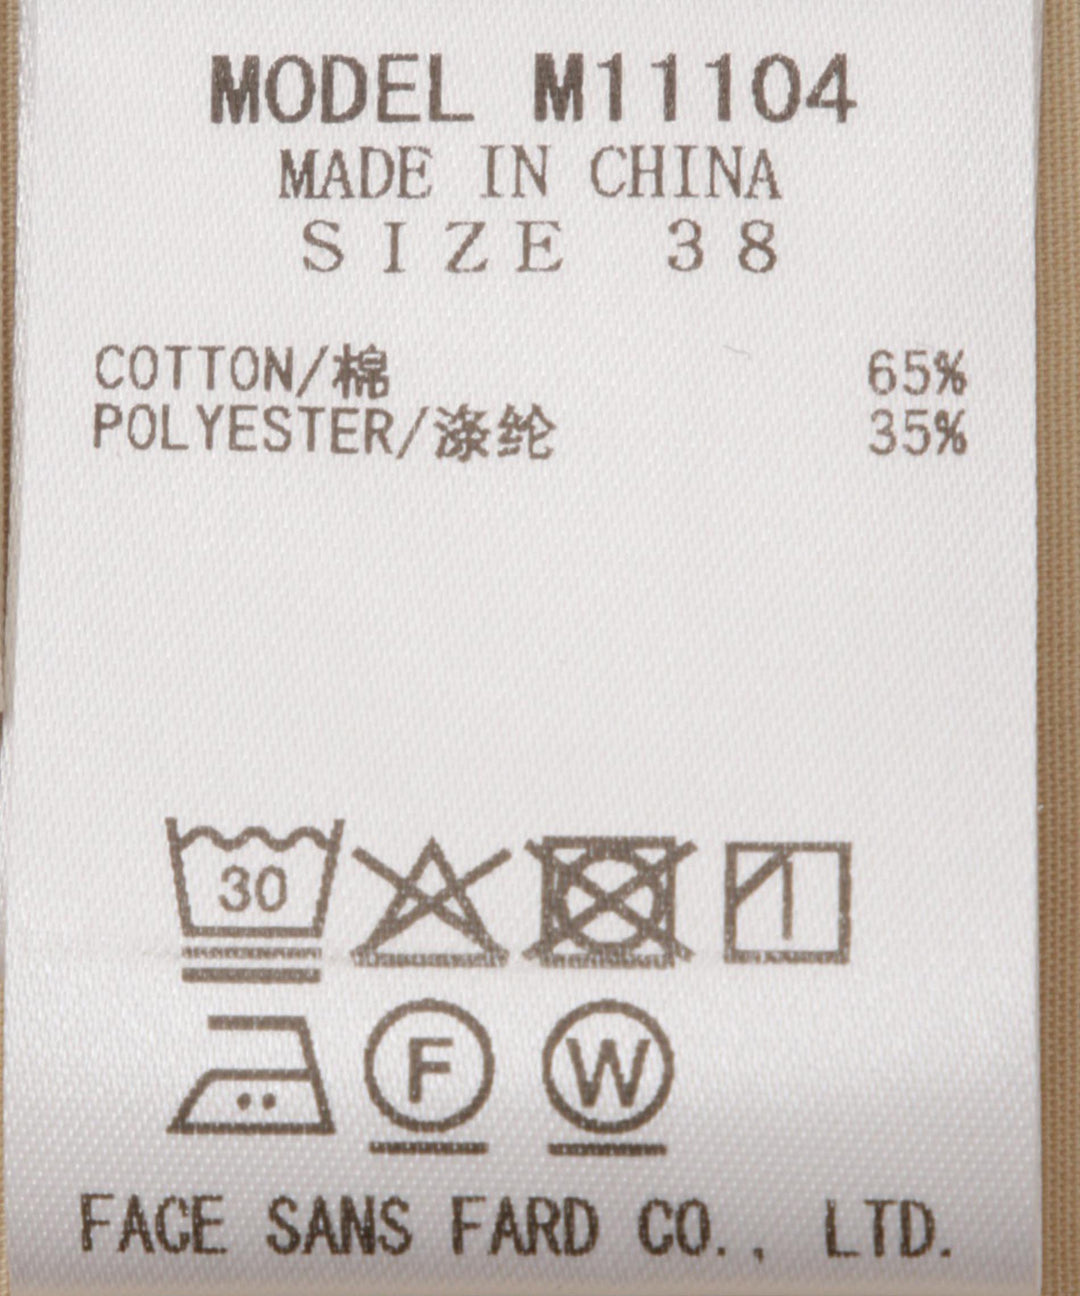 MODEL M11104
MADE IN CHINA
SIZE 38
COTTON/棉 65%
POLYESTER/涤纶 35%
30
F W
FACE SANS FARD CO., LTD.